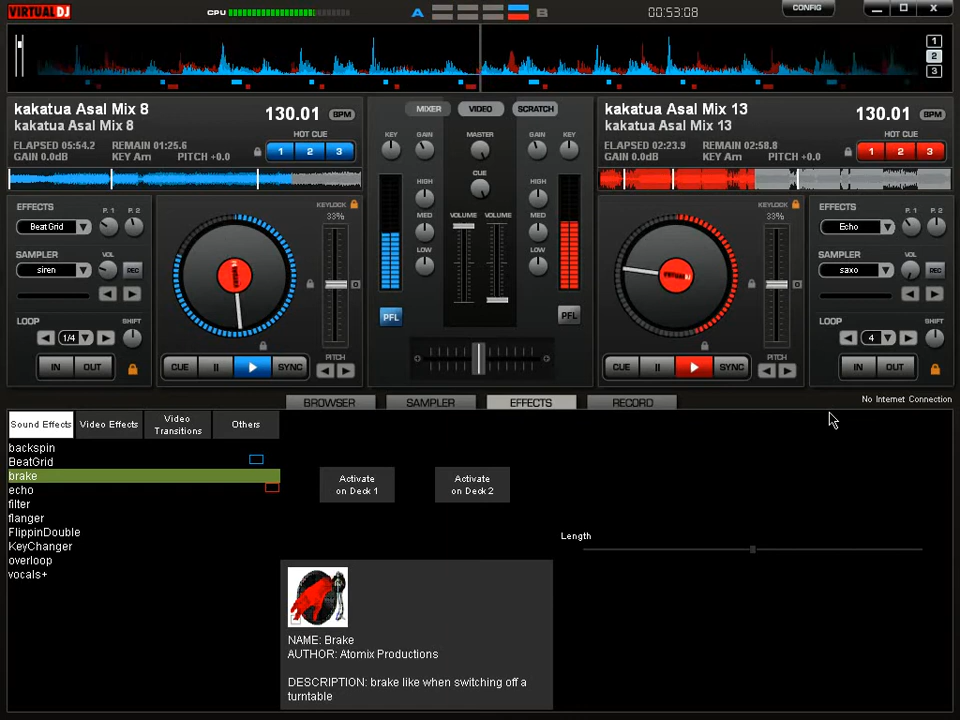 VIRTUAL DJ
CPU
A
B
00:53:08
CONFIG
1
2
3
kakatua Asal Mix 8
kakatua Asal Mix 8
130.01 BPM
HOT CUE
ELAPSED 05:54.2 REMAIN 01:25.6
GAIN 0.0dB KEY Am PITCH +0.0
1 2 3
MIXER VIDEO SCRATCH
KEY GAIN MASTER GAIN KEY
CUE
HIGH HIGH
MED VOLUME VOLUME MED
LOW LOW
PFL PFL
kakatua Asal Mix 13
kakatua Asal Mix 13
130.01 BPM
HOT CUE
ELAPSED 02:23.9 REMAIN 02:58.8
GAIN 0.0dB KEY Am PITCH +0.0
1 2 3
EFFECTS P. 1 P. 2
BeatGrid
SAMPLER VOL
siren REC
LOOP SHIFT
1/4
IN OUT
KEYLOCK
33%
CUE SYNC PITCH
KEYLOCK
33%
CUE SYNC PITCH
EFFECTS P. 1 P. 2
Echo
SAMPLER VOL
saxo REC
LOOP SHIFT
4
IN OUT
BROWSER SAMPLER EFFECTS RECORD
No Internet Connection
Sound Effects
Video Effects
Video
Transitions
Others
backspin
BeatGrid
brake
echo
filter
flanger
FlippinDouble
KeyChanger
overloop
vocals+
Activate
on Deck 1
Activate
on Deck 2
Length
NAME: Brake
AUTHOR: Atomix Productions
DESCRIPTION: brake like when switching off a
turntable